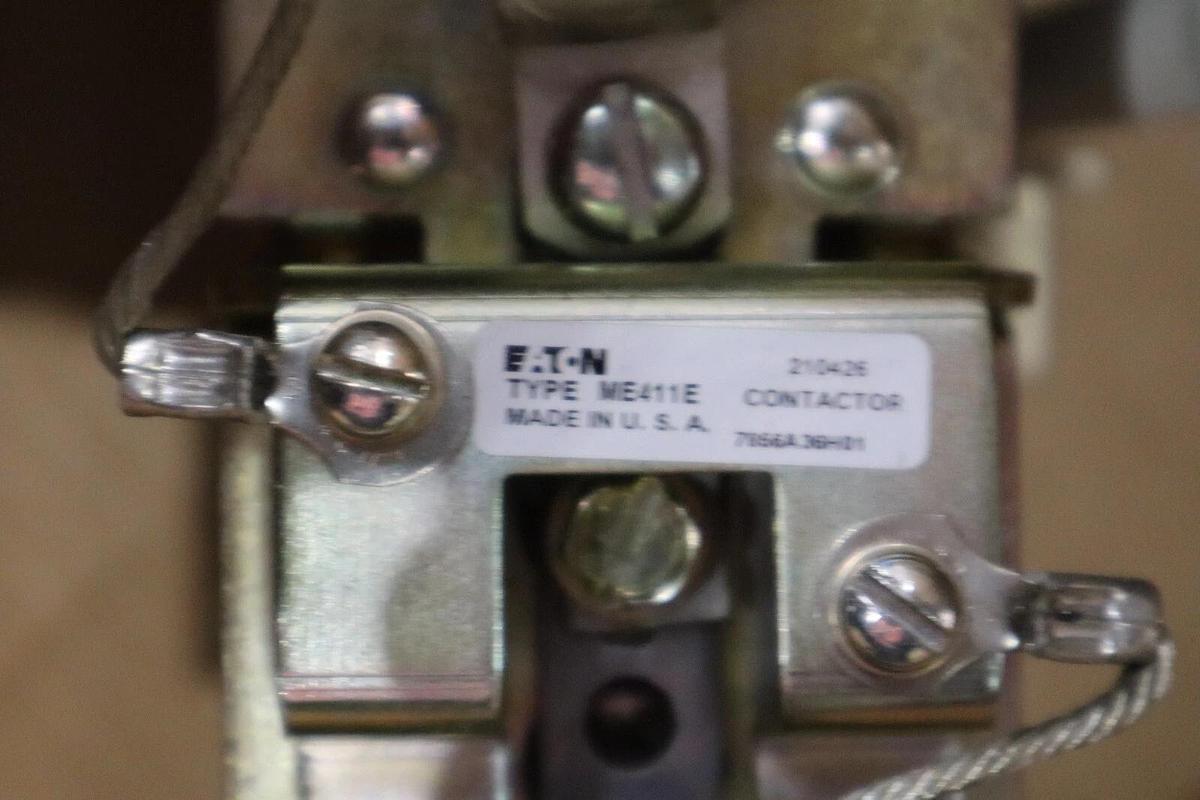 EATON
TYPE ME411E
MADE IN U. S. A.
210426
CONTACTOR
7856A36H01